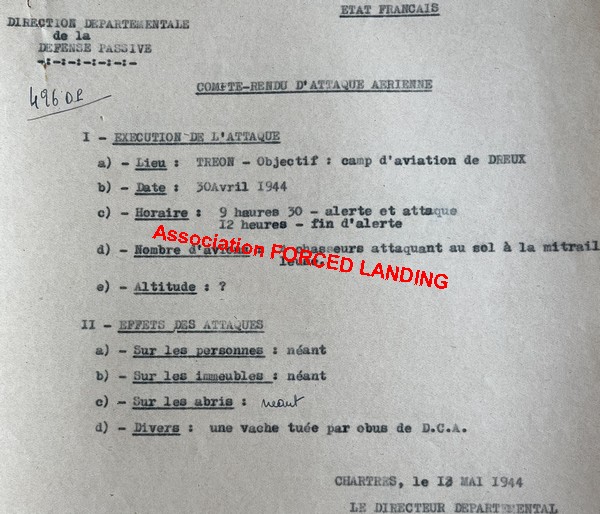 ETAT FRANCAIS
DIRECTION DEPARTEMENTALE
de la
DEFENSE PASSIVE
-:-:-:-:-:-:-
496 DP
COMPTE-RENDU D'ATTAQUE AERIENNE
I - EXECUTION DE L'ATTAQUE
a) - Lieu : TREON - Objectif : camp d'aviation de DREUX
b) - Date : 30Avril 1944
c) - Horaire : 9 haures 30 - alerte et attaque
12 heures - fin d'alerte
d) - Nombre d'avions chasseurs attaquant au sol à la mitrail
leuse.
Association FORCED LANDING
e) - Altitude : ?
II - EFFETS DES ATTAQUES
a) - Sur les personnes : néant
b) - Sur les immeubles : néant
c) - Sur les abris : néant
d) - Divers : une vache tuée par obus de D.C.A.
CHARTRES, le 13 MAI 1944
LE DIRECTEUR DEPARTEMENTAL